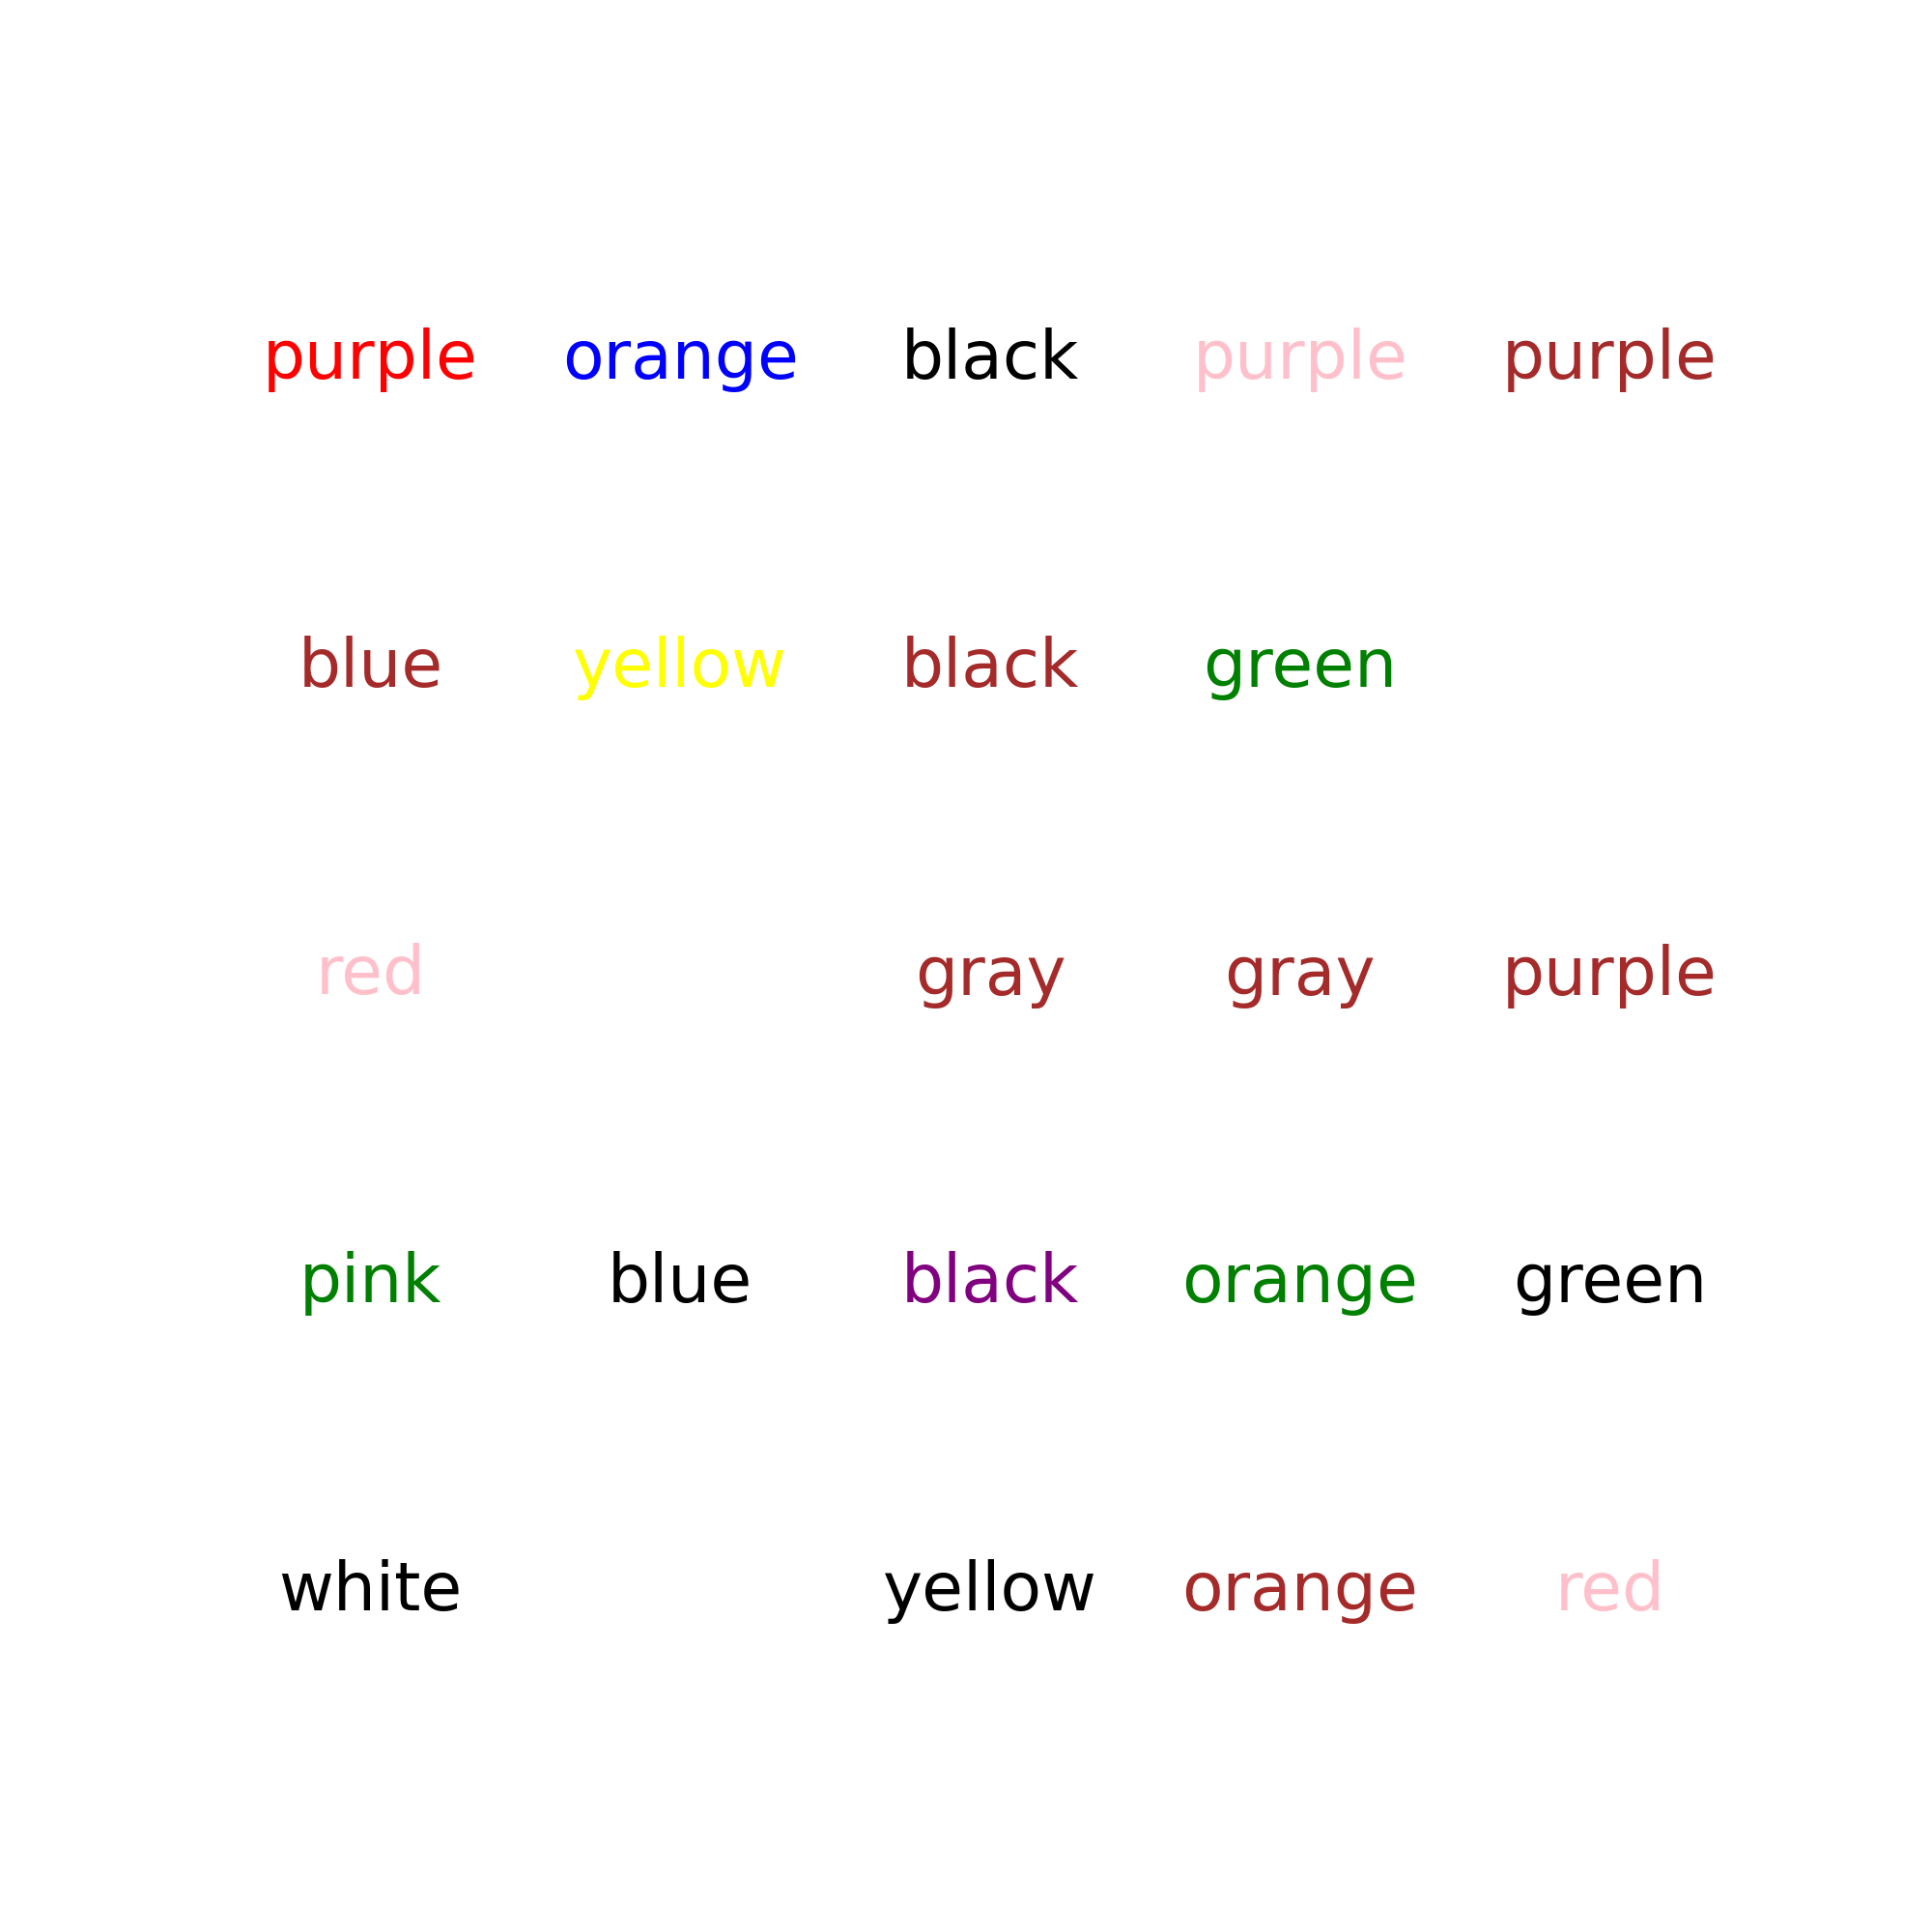 purple orange black purple purple
blue yellow black green
red gray gray purple
pink blue black orange green
white yellow orange red